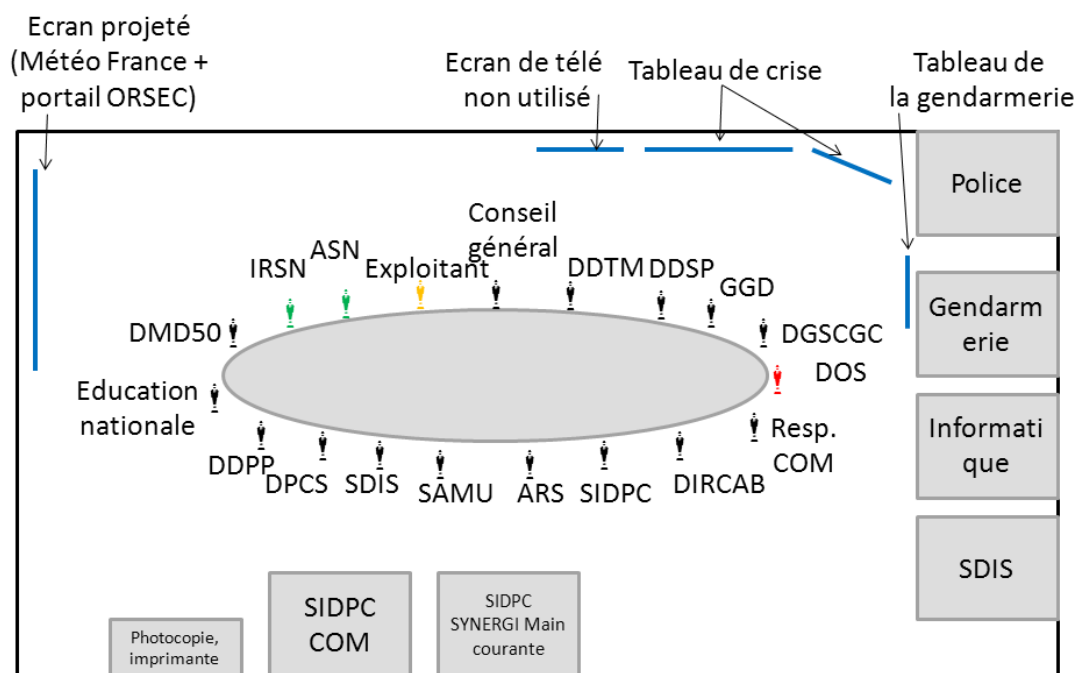 Ecran projeté
(Météo France +
portail ORSEC)
Ecran de télé
non utilisé
Tableau de crise
Tableau de
la gendarmerie
Police
Conseil
général
ASN
IRSN
Exploitant
DDTM
DDSP
GGD
DMD50
DGSCGC
Gendarm
erie
DOS
Education
nationale
Resp.
COM
Informati
que
DDPP
DPCS
SDIS
SAMU
ARS
SIDPC
DIRCAB
SDIS
SIDPC
COM
SIDPC
SYNERGI Main
courante
Photocopie,
imprimante